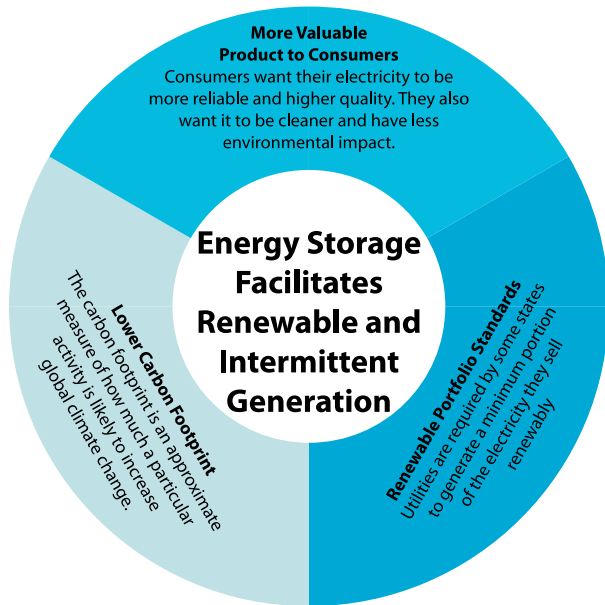 More Valuable
Product to Consumers
Consumers want their electricity to be
more reliable and higher quality. They also
want it to be cleaner and have less
environmental impact.
Energy Storage
Facilitates
Renewable and
Intermittent
Generation
Lower Carbon Footprint
The carbon footprint is an approximate
measure of how much a particular
activity is likely to increase
global climate change.
Renewable Portfolio Standards
Utilities are required by some states
to generate a minimum portion
of the electricity they sell
renewably